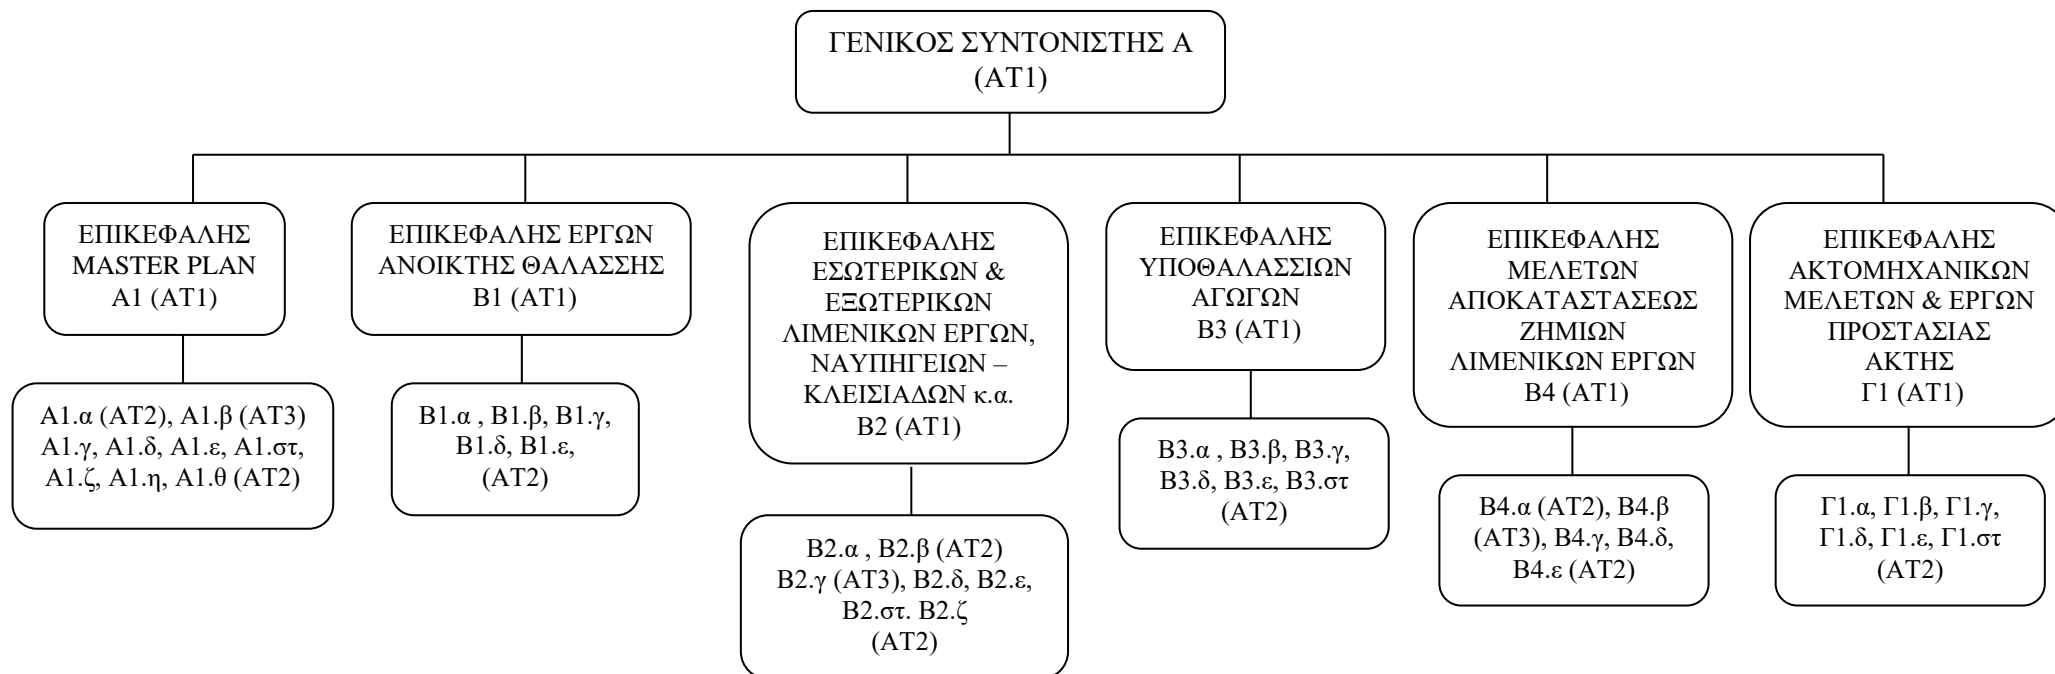 ΓΕΝΙΚΟΣ ΣΥΝΤΟΝΙΣΤΗΣ Α
(ΑΤ1)
ΕΠΙΚΕΦΑΛΗΣ
MASTER PLAN
Α1 (ΑΤ1)
ΕΠΙΚΕΦΑΛΗΣ ΕΡΓΩΝ
ΑΝΟΙΚΤΗΣ ΘΑΛΑΣΣΗΣ
Β1 (ΑΤ1)
ΕΠΙΚΕΦΑΛΗΣ
ΕΣΩΤΕΡΙΚΩΝ &
ΕΞΩΤΕΡΙΚΩΝ
ΛΙΜΕΝΙΚΩΝ ΕΡΓΩΝ,
ΝΑΥΠΗΓΕΙΩΝ –
ΚΛΕΙΣΙΑΔΩΝ κ.α.
Β2 (ΑΤ1)
ΕΠΙΚΕΦΑΛΗΣ
ΥΠΟΘΑΛΑΣΣΙΩΝ
ΑΓΩΓΩΝ
Β3 (ΑΤ1)
ΕΠΙΚΕΦΑΛΗΣ
ΜΕΛΕΤΩΝ
ΑΠΟΚΑΤΑΣΤΑΣΕΩΣ
ΖΗΜΙΩΝ
ΛΙΜΕΝΙΚΩΝ ΕΡΓΩΝ
Β4 (ΑΤ1)
ΕΠΙΚΕΦΑΛΗΣ
ΑΚΤΟΜΗΧΑΝΙΚΩΝ
ΜΕΛΕΤΩΝ & ΕΡΓΩΝ
ΠΡΟΣΤΑΣΙΑΣ
ΑΚΤΗΣ
Γ1 (ΑΤ1)
Α1.α (ΑΤ2), Α1.β (ΑΤ3)
Α1.γ, Α1.δ, Α1.ε, Α1.στ,
Α1.ζ, Α1.η, Α1.θ (ΑΤ2)
Β1.α , Β1.β, Β1.γ,
Β1.δ, Β1.ε,
(ΑΤ2)
Β2.α , Β2.β (ΑΤ2)
Β2.γ (ΑΤ3), Β2.δ, Β2.ε,
Β2.στ. Β2.ζ
(ΑΤ2)
Β3.α , Β3.β, Β3.γ,
Β3.δ, Β3.ε, Β3.στ
(ΑΤ2)
Β4.α (ΑΤ2), Β4.β
(ΑΤ3), Β4.γ, Β4.δ,
Β4.ε (ΑΤ2)
Γ1.α, Γ1.β, Γ1.γ,
Γ1.δ, Γ1.ε, Γ1.στ
(ΑΤ2)